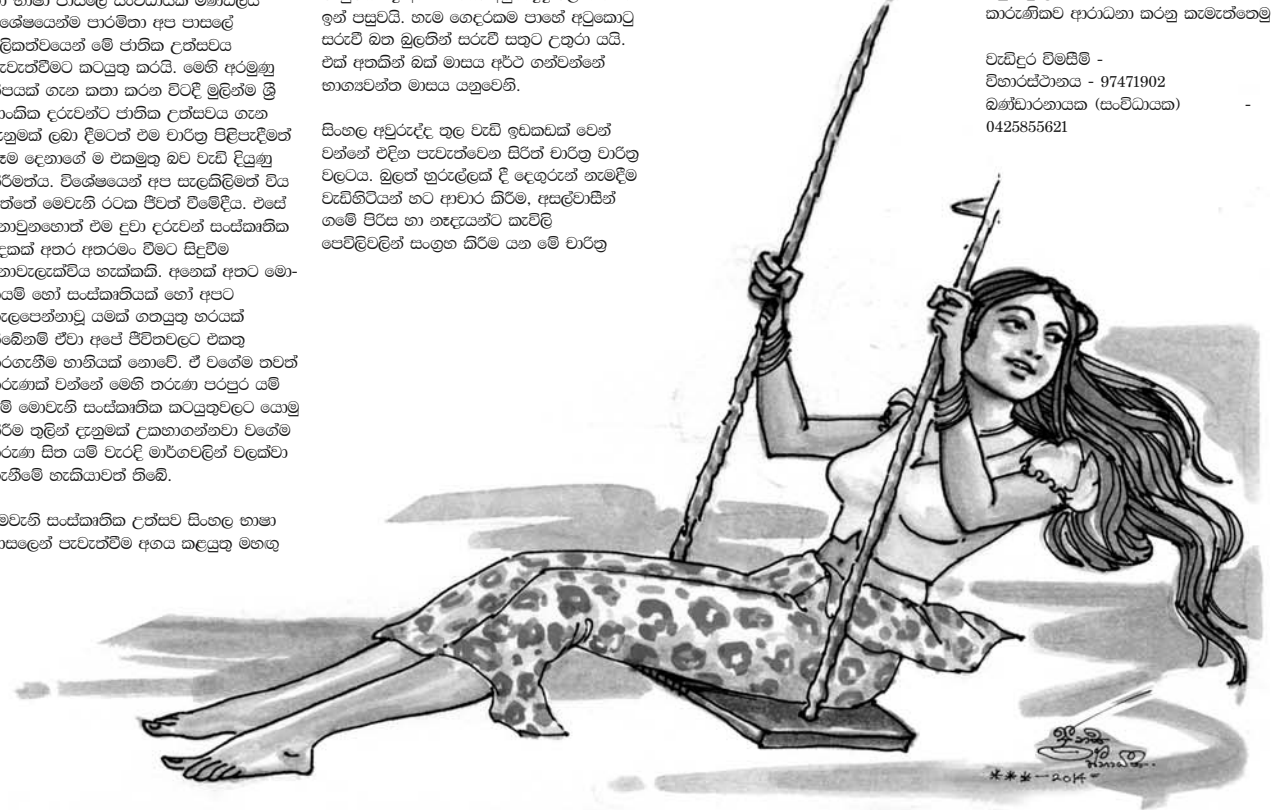 භාෂා පාසලේ සංවිධායක මණ්ඩලය
ශේෂයෙන්ම පාරමිතා අප පාසලේ
ලිකත්වයෙන් මේ ජාතික උත්සවය
වැත්වීමට කටයුතු කරයි. මෙහි අරමුණු
පයක් ගැන කතා කරන විටදී මුලින්ම ශ්‍රී
ාංකික දරුවන්ට ජාතික උත්සවය ගැන
ැනුමක් ලබා දීමටත් එම චාරිත්‍ර පිළිපැදීමත්
ෑම දෙනාගේ ම එකමුතු බව වැඩි දියුණු
රීමත්ය. විශේෂයෙන් අප සැලකිලිමත් විය
ත්තේ මෙවැනි රටක ජීවත් වීමේදීය. එසේ
නොවුනහොත් එම දුවා දරුවන් සංස්කෘතික
දකක් අතර අතරමං වීමට සිදුවීම
නොවැලැක්විය හැක්කකි. අනෙක් අතට මො-
යම් හෝ සංස්කෘතියක් හෝ අපට
ැලපෙන්නාවූ යමක් ගතයුතු හරයක්
ිබේනම් ඒවා අපේ ජීවිතවලට එකතු
රගැනීම හානියක් නොවේ. ඒ වගේම තවත්
රුණක් වන්නේ මෙහි තරුණ පරපුර යම්
ම් මොවැනි සංස්කෘතික කටයුතුවලට යොමු
රීම තුලින් දැනුමක් උකහාගන්නවා වගේම
රුණ සිත යම් වැරදි මාර්ගවලින් වලක්වා
ැනීමේ හැකියාවත් තිබේ.
මෙවැනි සංස්කෘතික උත්සව සිංහල භාෂා
ාසලෙන් පැවැත්වීම අගය කළයුතු මහඟු
ඉන් පසුවයි. හැම ගෙදරකම පාහේ අටුකොටු
සරුවී බත බුලතින් සරුවී සතුට උතුරා යයි.
එක් අතකින් බක් මාසය අර්ථ ගන්වන්නේ
භාග්‍යවන්ත මාසය යනුවෙනි.
සිංහල අවුරුද්ද තුල වැඩි ඉඩකඩක් වෙන්
වන්නේ එදින පැවැත්වෙන සිරිත් චාරිත්‍ර වාරිත්‍ර
වලටය. බුලත් හුරුල්ලක් දී දෙගුරුන් නැමදීම
වැඩිහිටියන් හට ආචාර කිරීම, අසල්වාසීන්
ගමේ පිරිස හා නෑදෑයන්ට කැවිලි
පෙවිලිවලින් සංග්‍රහ කිරීම යන මේ චාරිත්‍ර
කාරුණිකව ආරාධනා කරනු කැමැත්තෙමු
වැඩිදුර විමසීම් -
විහාරස්ථානය - 97471902
බණ්ඩාරනායක (සංවිධායක) -
0425855621
***-2014-